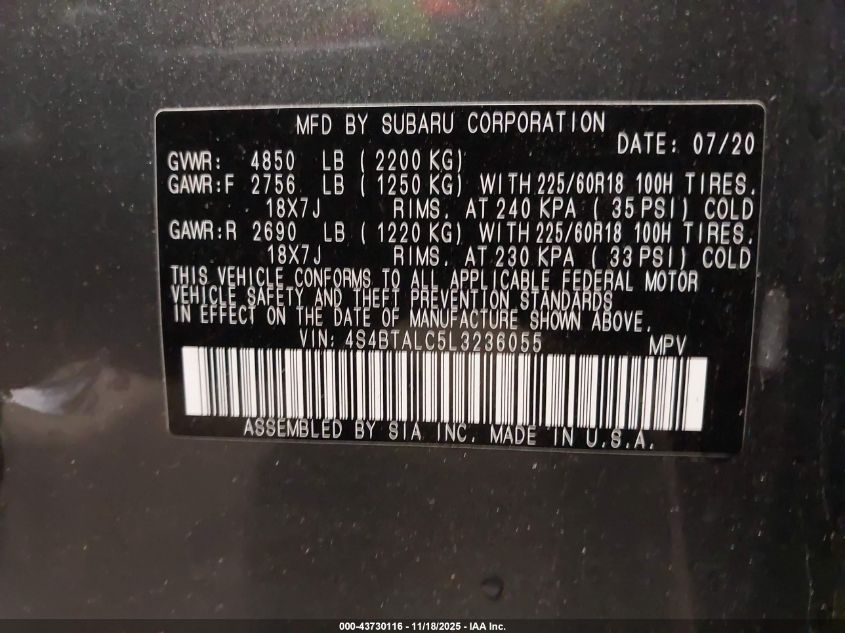 MFD BY SUBARU CORPORATION
DATE: 07/20
GVWR: 4850 LB (2200 KG)
GAWR:F 2756 LB (1250 KG) WITH 225/60R18 100H TIRES.
18X7J RIMS. AT 240 KPA (35 PSI) COLD
GAWR:R 2690 LB (1220 KG) WITH 225/60R18 100H TIRES.
18X7J RIMS. AT 230 KPA (33 PSI) COLD
THIS VEHICLE CONFORMS TO ALL APPLICABLE FEDERAL MOTOR
VEHICLE SAFETY AND THEFT PREVENTION STANDARDS
IN EFFECT ON THE DATE OF MANUFACTURE SHOWN ABOVE.
VIN: 4S4BTALC5L3236055 MPV
ASSEMBLED BY SIA INC. MADE IN U.S.A.
000-43730116 - 11/18/2025 - IAA Inc.